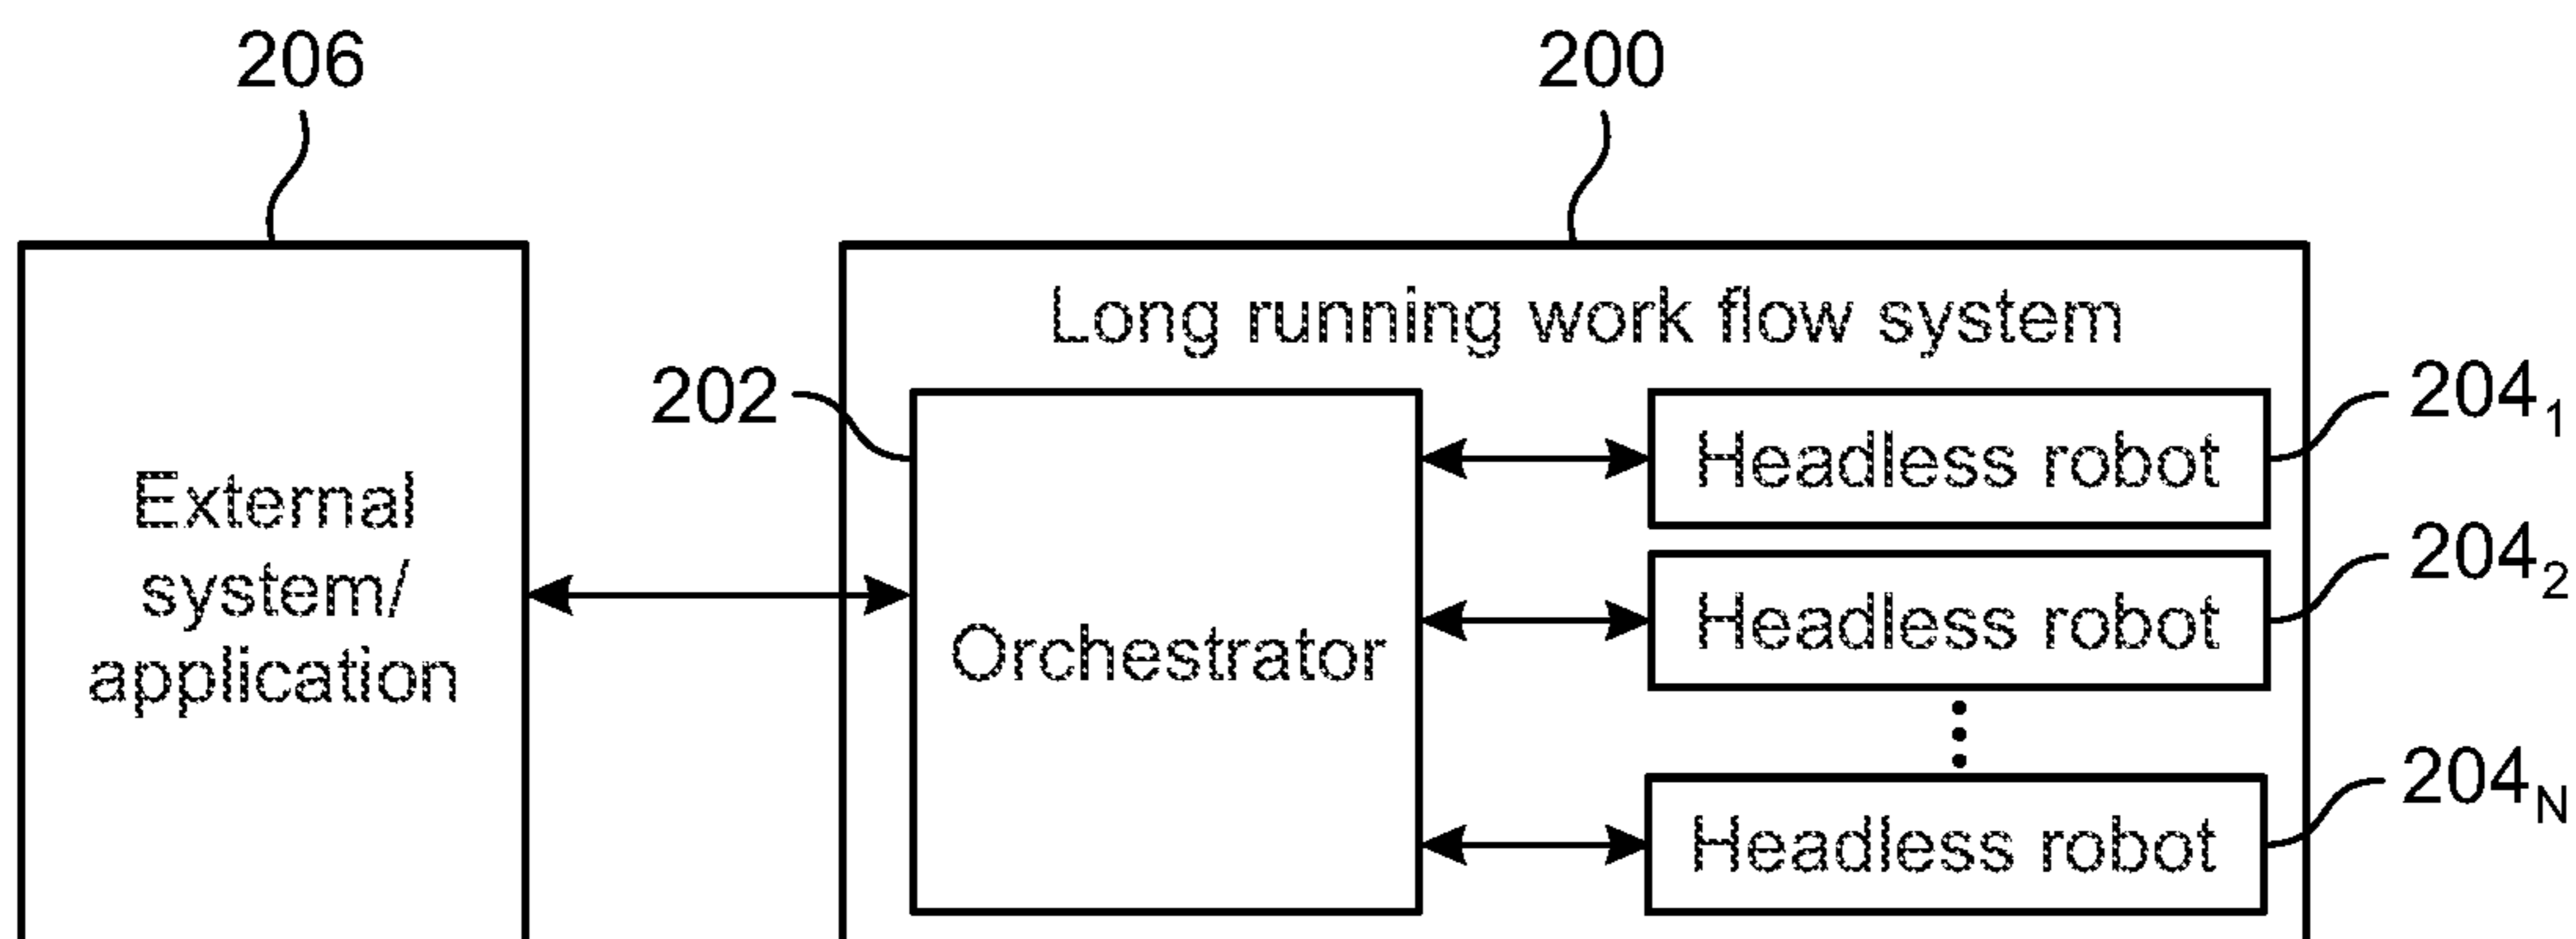 206
200
Long running work flow system
202
Headless robot
204₁
External
system/
application
Orchestrator
Headless robot
204₂
Headless robot
204_N